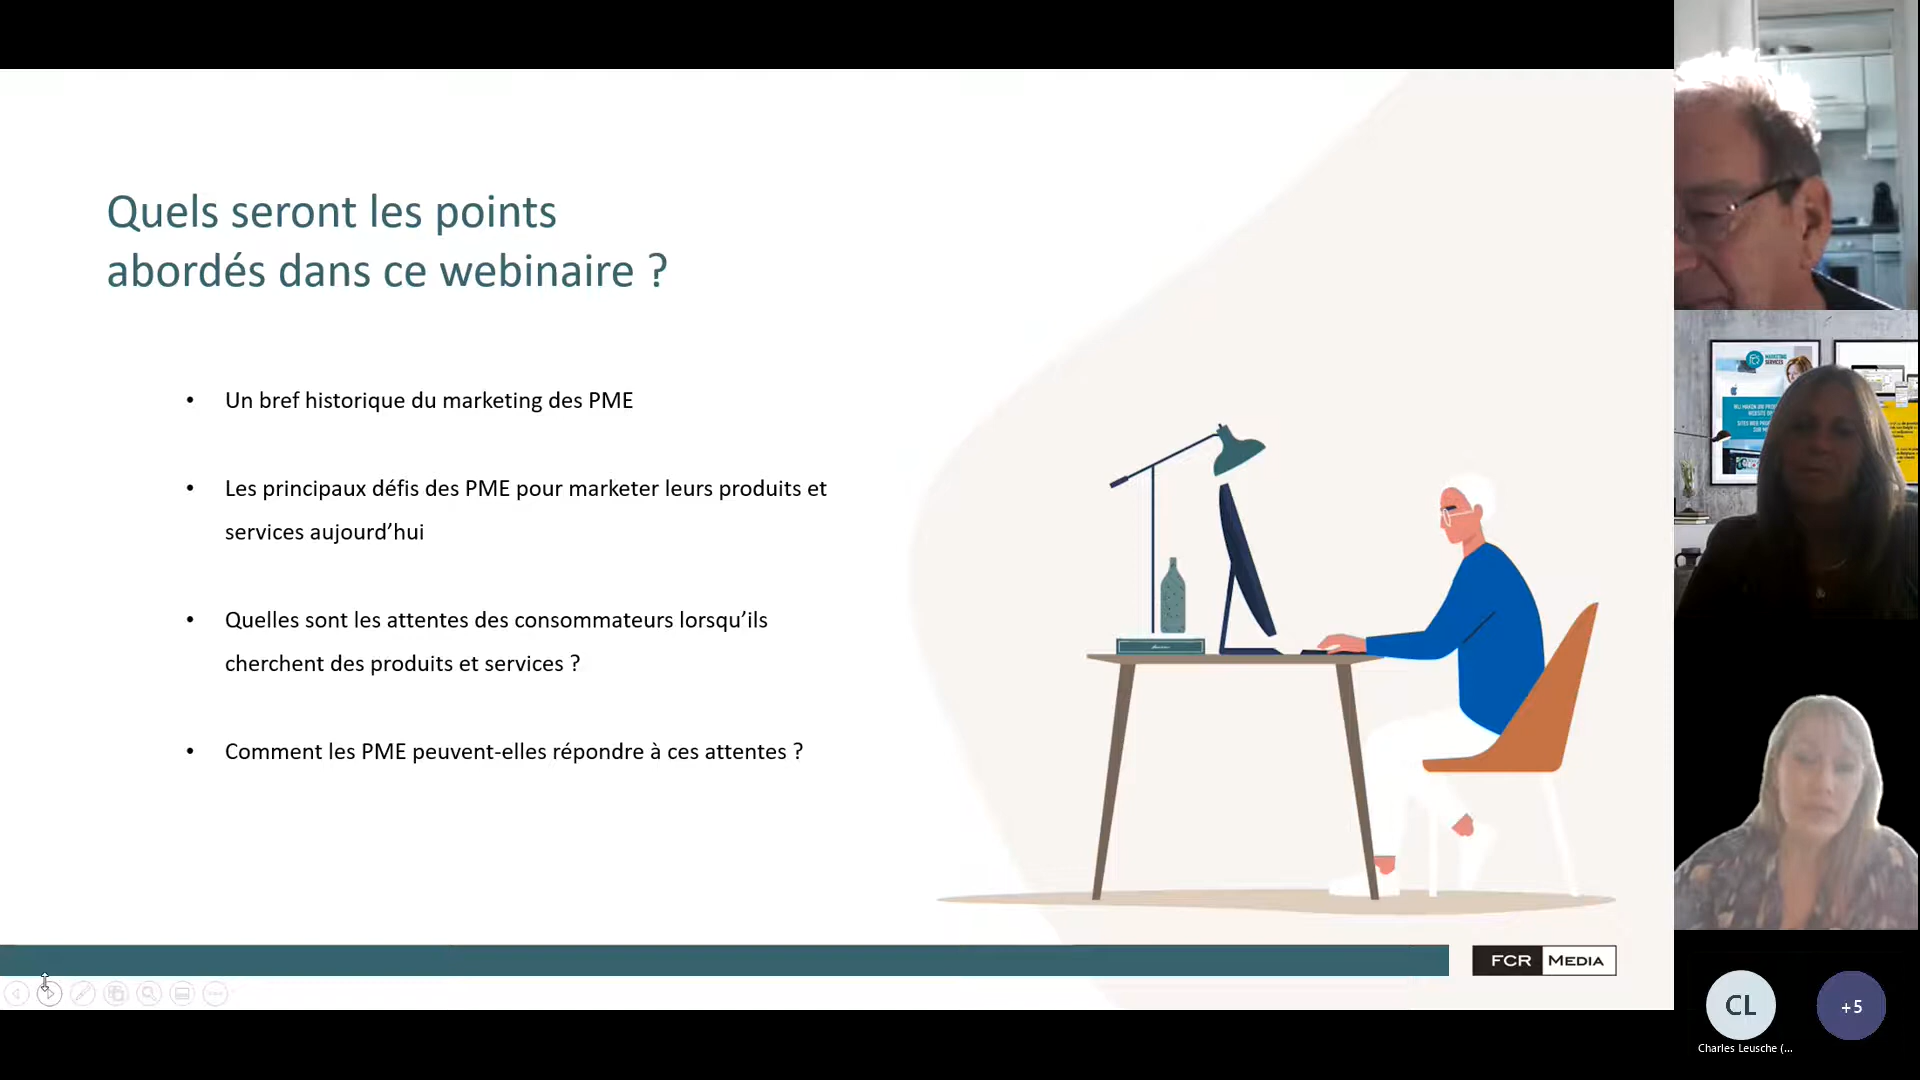 Quels seront les points
abordés dans ce webinaire ?
• Un bref historique du marketing des PME
• Les principaux défis des PME pour marketer leurs produits et
services aujourd’hui
• Quelles sont les attentes des consommateurs lorsqu’ils
cherchent des produits et services ?
• Comment les PME peuvent-elles répondre à ces attentes ?
FCR MEDIA
MARKETING
SERVICES
CL
+5
Charles Leusche (...